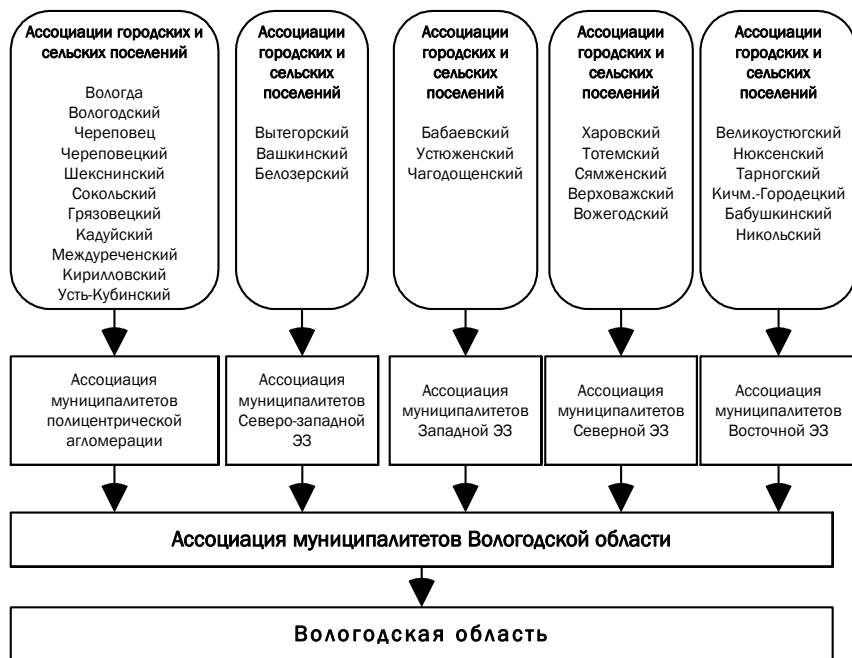 Ассоциации городских и
сельских поселений
Вологда
Вологодский
Череповец
Череповецкий
Шекснинский
Сокольский
Грязовецкий
Кадуйский
Междуреченский
Кирилловский
Усть-Кубинский
Ассоциации
городских и
сельских
поселений
Вытегорский
Вашкинский
Белозерский
Ассоциации
городских и
сельских
поселений
Бабаевский
Устюженский
Чагодощенский
Ассоциации
городских и
сельских
поселений
Харовский
Тотемский
Сямженский
Верховажский
Вожегодский
Ассоциации
городских и
сельских
поселений
Великоустюгский
Нюксенский
Тарногский
Кичм.-Городецкий
Бабушкинский
Никольский
Ассоциация
муниципалитетов
полицентрической
агломерации
Ассоциация
муниципалитетов
Северо-западной
ЭЗ
Ассоциация
муниципалитетов
Западной ЭЗ
Ассоциация
муниципалитетов
Северной ЭЗ
Ассоциация
муниципалитетов
Восточной ЭЗ
Ассоциация муниципалитетов Вологодской области
Вологодская область